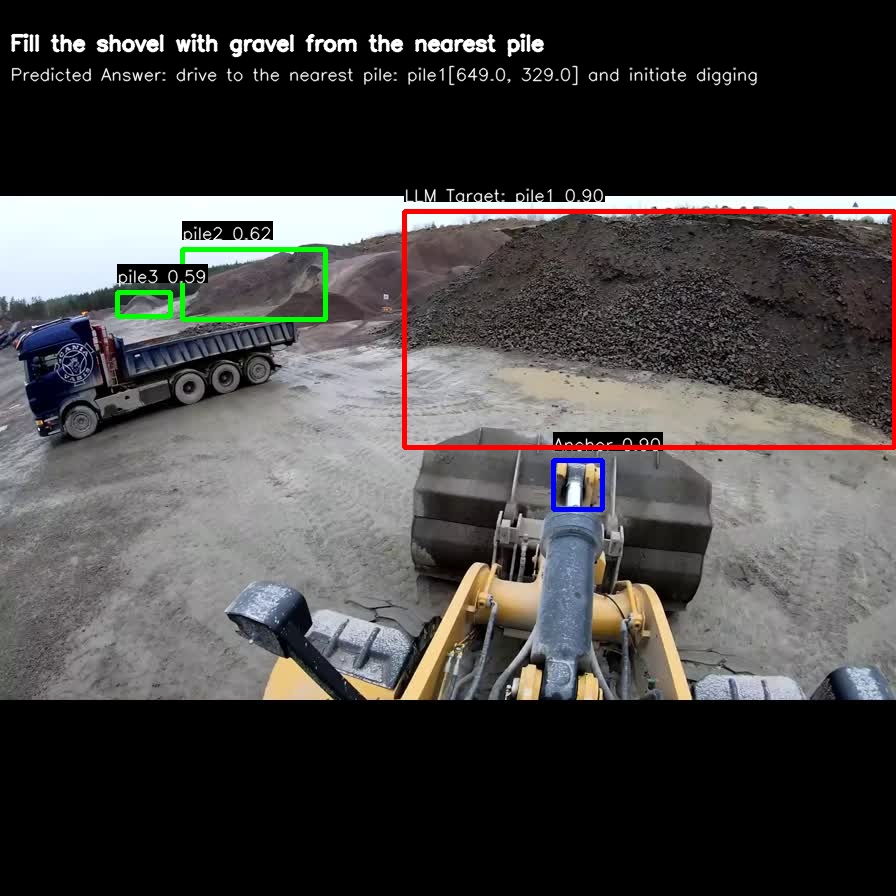 Fill the shovel with gravel from the nearest pile
Predicted Answer: drive to the nearest pile: pile1[649.0, 329.0] and initiate digging
LLM Target: pile1 0.90
pile2 0.62
pile3 0.59
SCANIA
VABIS
Anchor 0.90